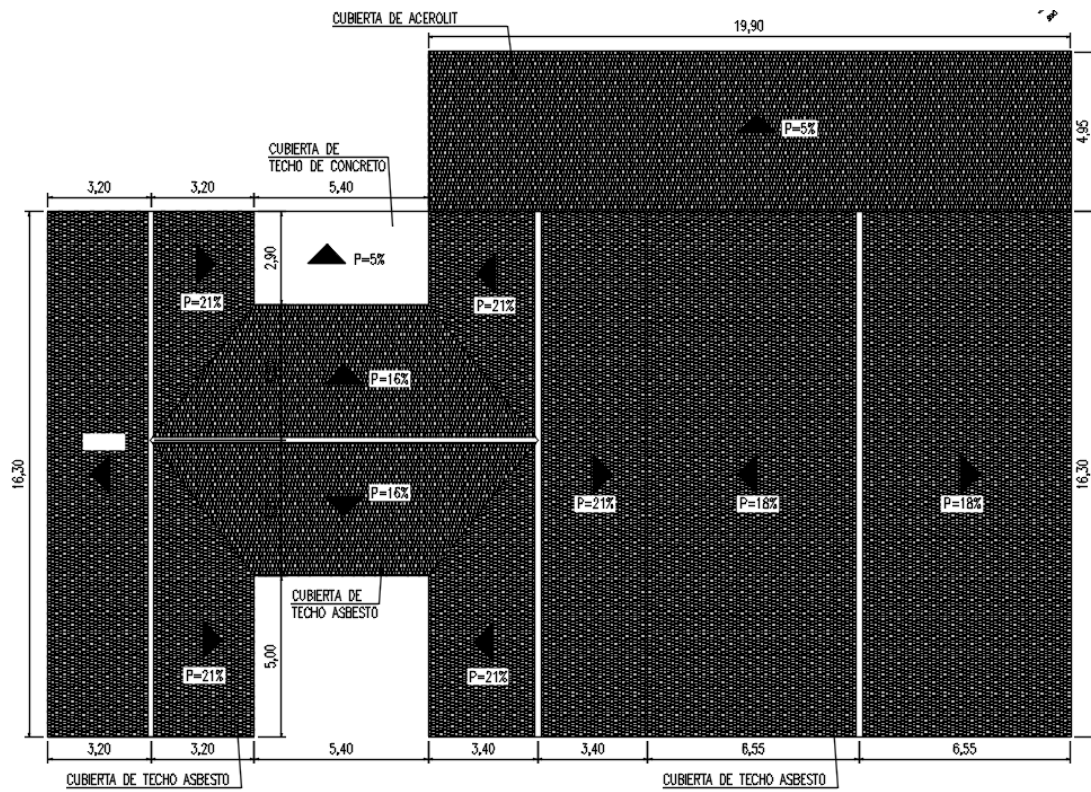 CUBIERTA DE ACEROLIT
19,90
P=5%
4,95
CUBIERTA DE
TECHO DE CONCRETO
3,20
3,20
5,40
2,90
P=5%
P=21%
P=21%
P=16%
16,30
P=16%
P=21%
P=18%
P=18%
16,30
CUBIERTA DE
TECHO ASBESTO
5,00
P=21%
P=21%
3,20
3,20
5,40
3,40
3,40
6,55
6,55
CUBIERTA DE TECHO ASBESTO
CUBIERTA DE TECHO ASBESTO